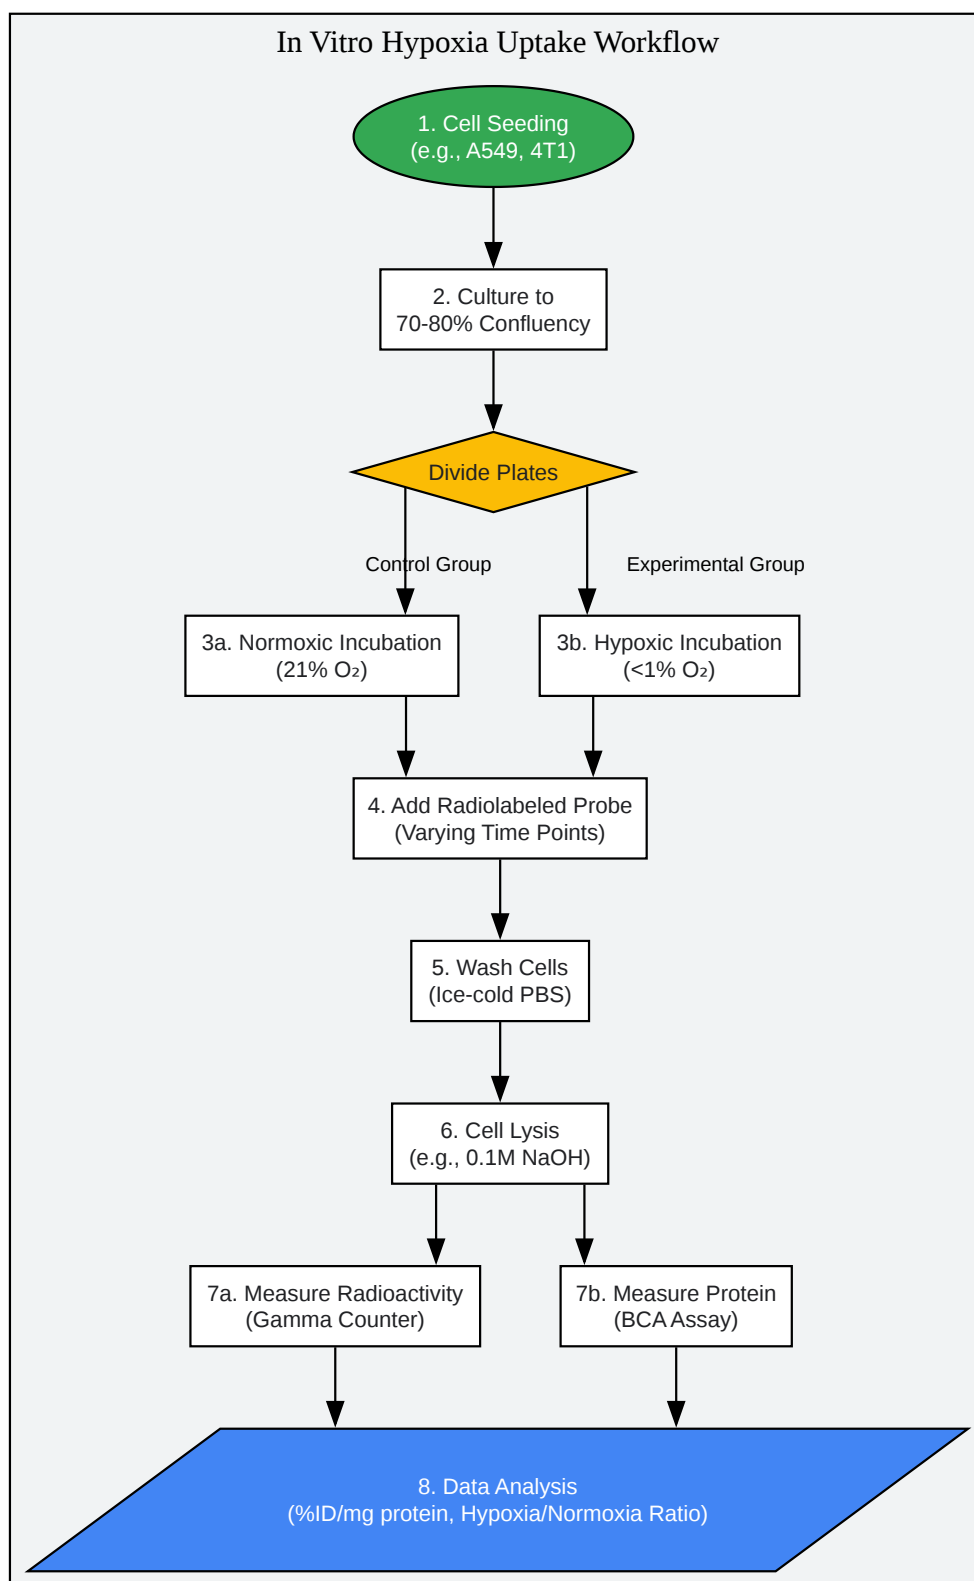 In Vitro Hypoxia Uptake Workflow
1. Cell Seeding
(e.g., A549, 4T1)
2. Culture to
70-80% Confluency
Divide Plates
Control Group
Experimental Group
3a. Normoxic Incubation
(21% O₂)
3b. Hypoxic Incubation
(<1% O₂)
4. Add Radiolabeled Probe
(Varying Time Points)
5. Wash Cells
(Ice-cold PBS)
6. Cell Lysis
(e.g., 0.1M NaOH)
7a. Measure Radioactivity
(Gamma Counter)
7b. Measure Protein
(BCA Assay)
8. Data Analysis
(%ID/mg protein, Hypoxia/Normoxia Ratio)